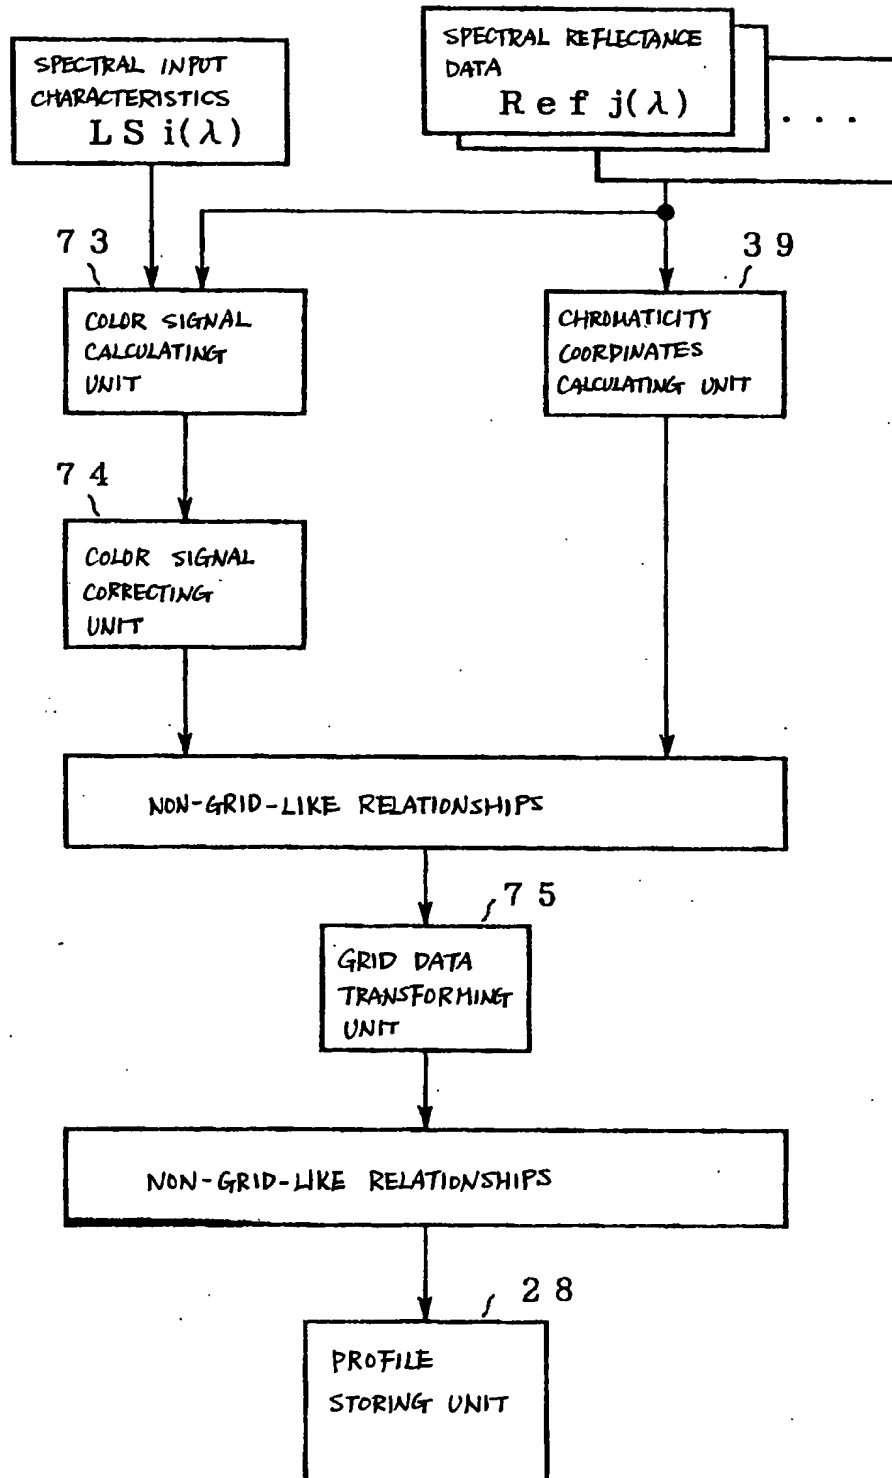 SPECTRAL INPUT
CHARACTERISTICS
LSi(λ)
SPECTRAL REFLECTANCE
DATA
Ref j(λ)
. . .
73
39
COLOR SIGNAL
CALCULATING
UNIT
CHROMATICITY
COORDINATES
CALCULATING UNIT
74
COLOR SIGNAL
CORRECTING
UNIT
NON-GRID-LIKE RELATIONSHIPS
75
GRID DATA
TRANSFORMING
UNIT
NON-GRID-LIKE RELATIONSHIPS
28
PROFILE
STORING UNIT